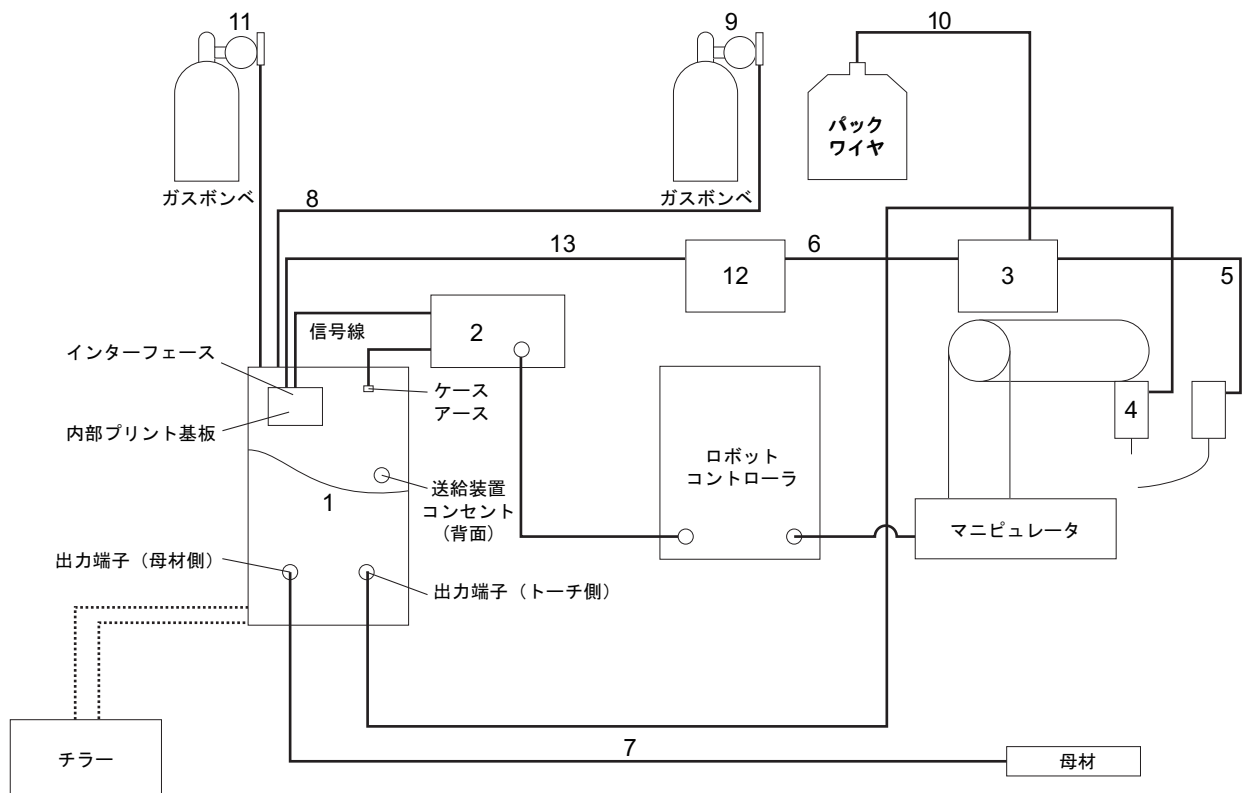 11
9
10
パック
ワイヤ
ガスボンベ
8
ガスボンベ
13
6
12
3
5
信号線
2
インターフェース
ケース
アース
4
内部プリント基板
ロボット
コントローラ
送給装置
コンセント
(背面)
1
マニピュレータ
出力端子（母材側）
出力端子（トーチ側）
7
チラー
母材